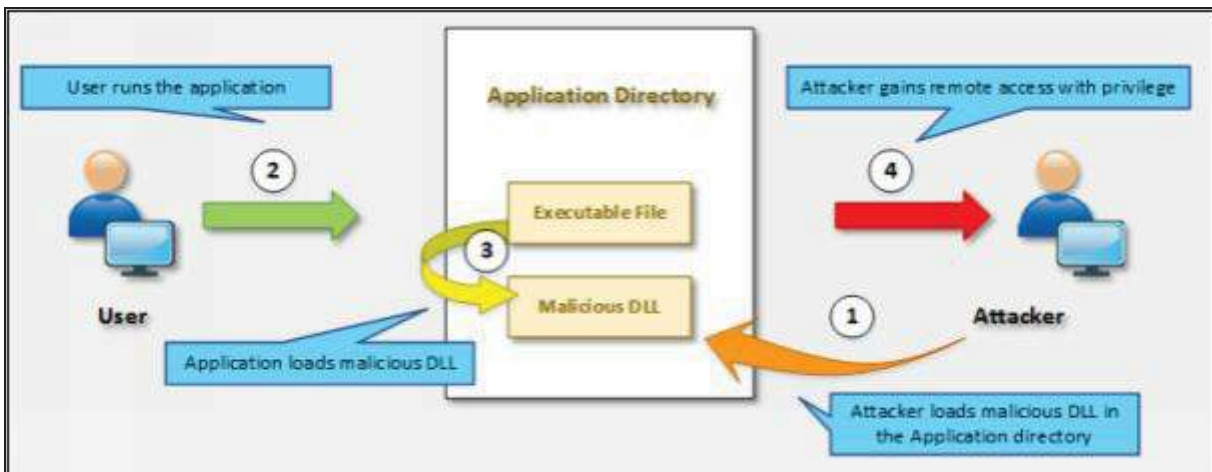 User runs the application
Application Directory
Attacker gains remote access with privilege
2
4
Executable File
3
Malicious DLL
User
1
Attacker
Application loads malicious DLL
Attacker loads malicious DLL in
the Application directory